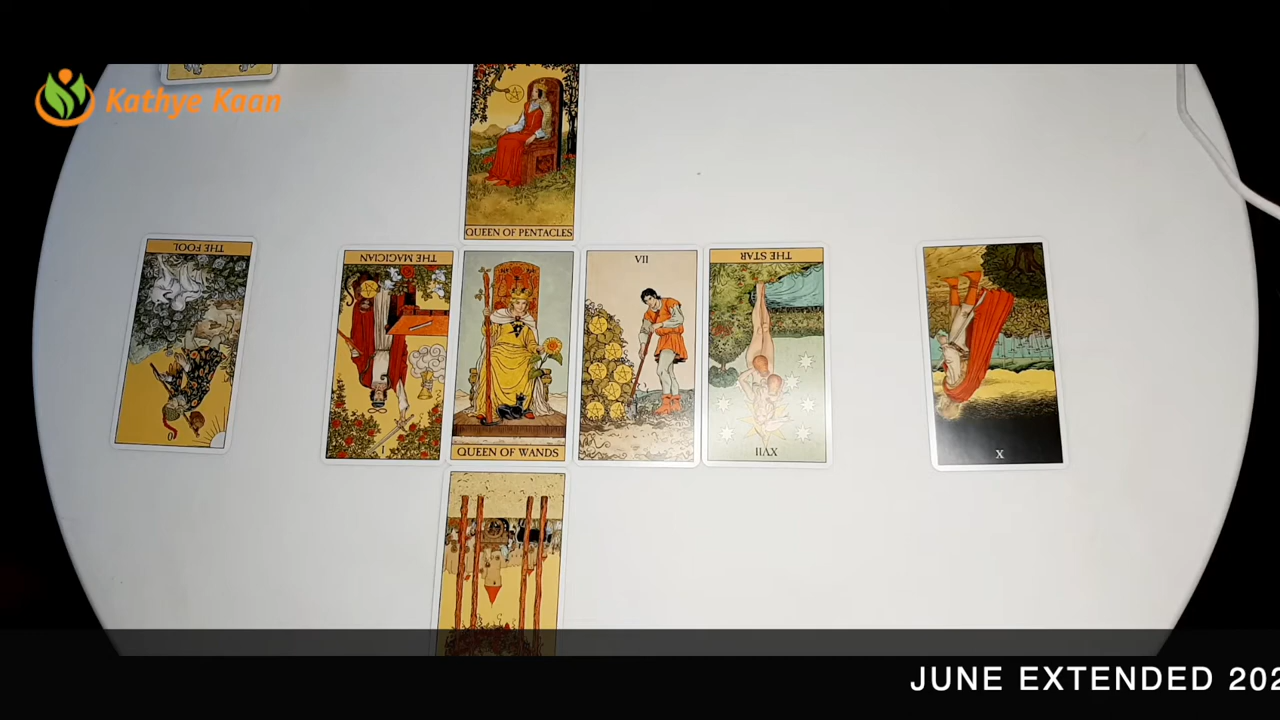 Kathye Kaan
QUEEN OF PENTACLES
THE FOOL
THE MAGICIAN
VII
THE STAR
0
I
QUEEN OF WANDS
XVII
X
JUNE EXTENDED 202